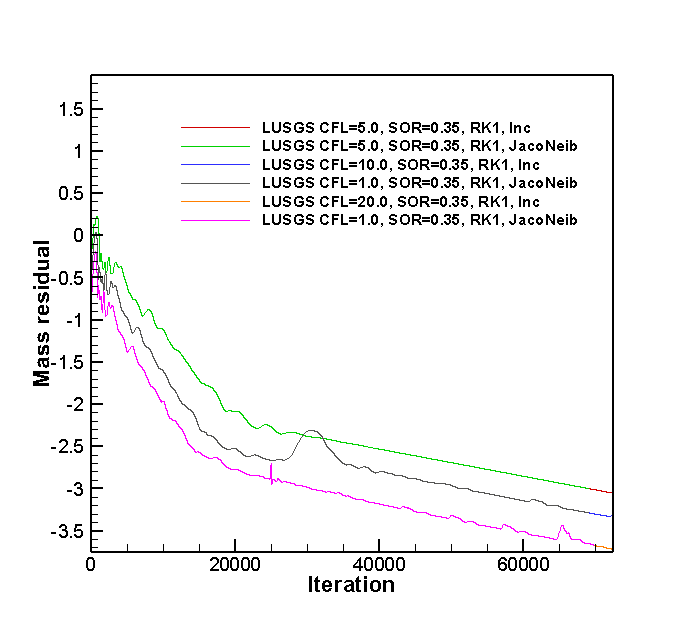 1.5
1
0.5
0
-0.5
-1
-1.5
-2
-2.5
-3
-3.5
Mass residual
LUSGS CFL=5.0, SOR=0.35, RK1, Inc
LUSGS CFL=5.0, SOR=0.35, RK1, JacoNeib
LUSGS CFL=10.0, SOR=0.35, RK1, Inc
LUSGS CFL=1.0, SOR=0.35, RK1, JacoNeib
LUSGS CFL=20.0, SOR=0.35, RK1, Inc
LUSGS CFL=1.0, SOR=0.35, RK1, JacoNeib
0 20000 40000 60000
Iteration